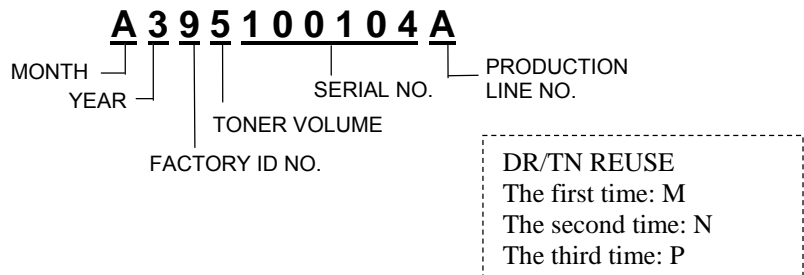 A 3 9 5 1 0 0 1 0 4 A
MONTH
YEAR
FACTORY ID NO.
TONER VOLUME
SERIAL NO.
PRODUCTION
LINE NO.
DR/TN REUSE
The first time: M
The second time: N
The third time: P